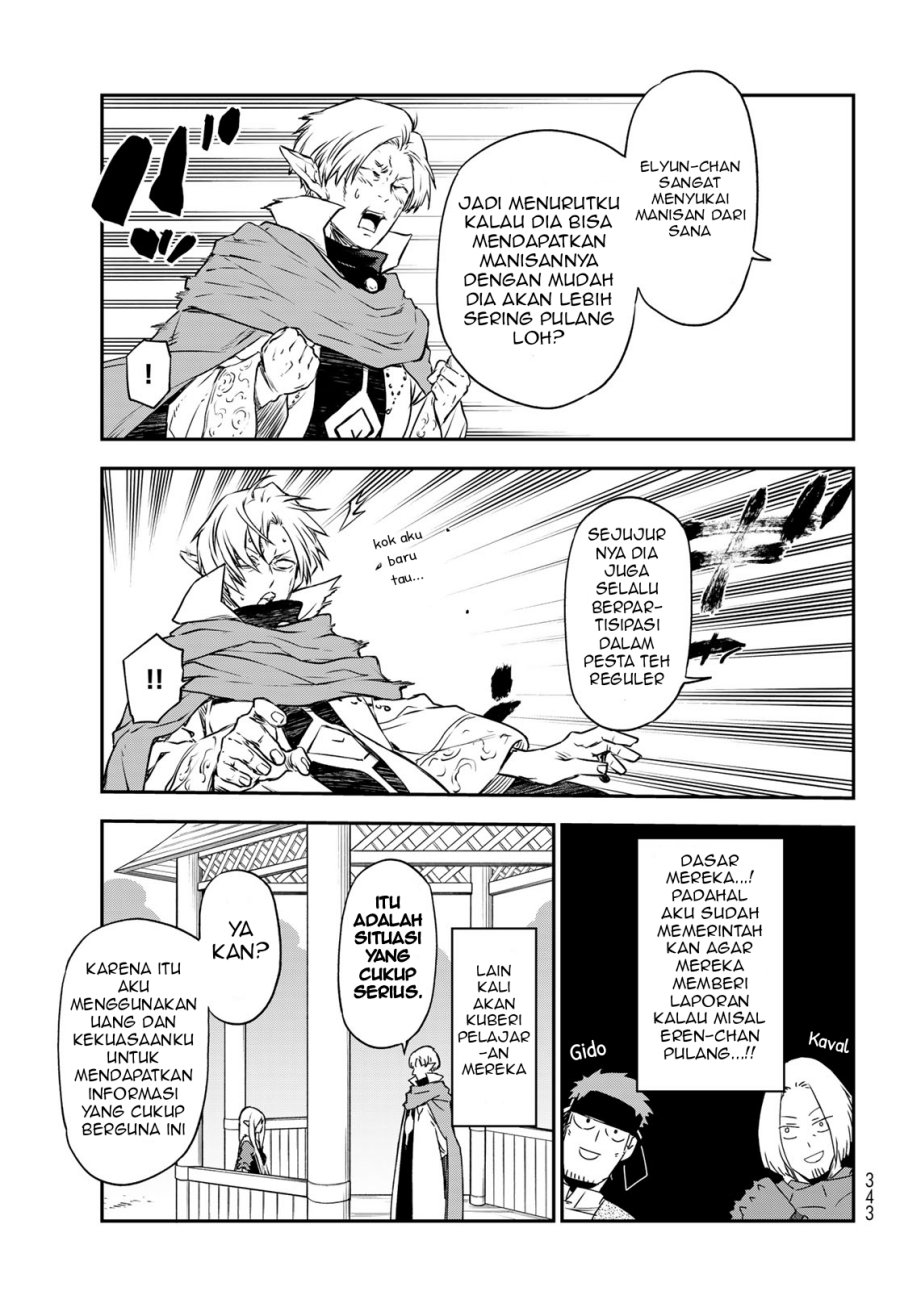 ELYUN-CHAN
SANGAT
MENYUKAI
MANISAN DARI
SANA
JADI MENURUTKU
KALAU DIA BISA
MENDAPATKAN
MANISANNYA
DENGAN MUDAH
DIA AKAN LEBIH
SERING PULANG
LOH?
!
SEJUJUR
NYA DIA
JUGA
SELALU
BERPAR-
TISIPASI
DALAM
PESTA TEH
REGULER
kok aku
baru
tau...
!!
DASAR
MEREKA...!
PADAHAL
AKU SUDAH
MEMERINTAH
KAN AGAR
MEREKA
MEMBERI
LAPORAN
KALAU MISAL
EREN-CHAN
PULANG...!!
Kaval
Gido
LAIN
KALI
AKAN
KUBERI
PELAJAR
-AN
MEREKA
ITU
ADALAH
SITUASI
YANG
CUKUP
SERIUS.
YA
KAN?
KARENA ITU
AKU
MENGGUNAKAN
UANG DAN
KEKUASAANKU
UNTUK
MENDAPATKAN
INFORMASI
YANG CUKUP
BERGUNA INI
343